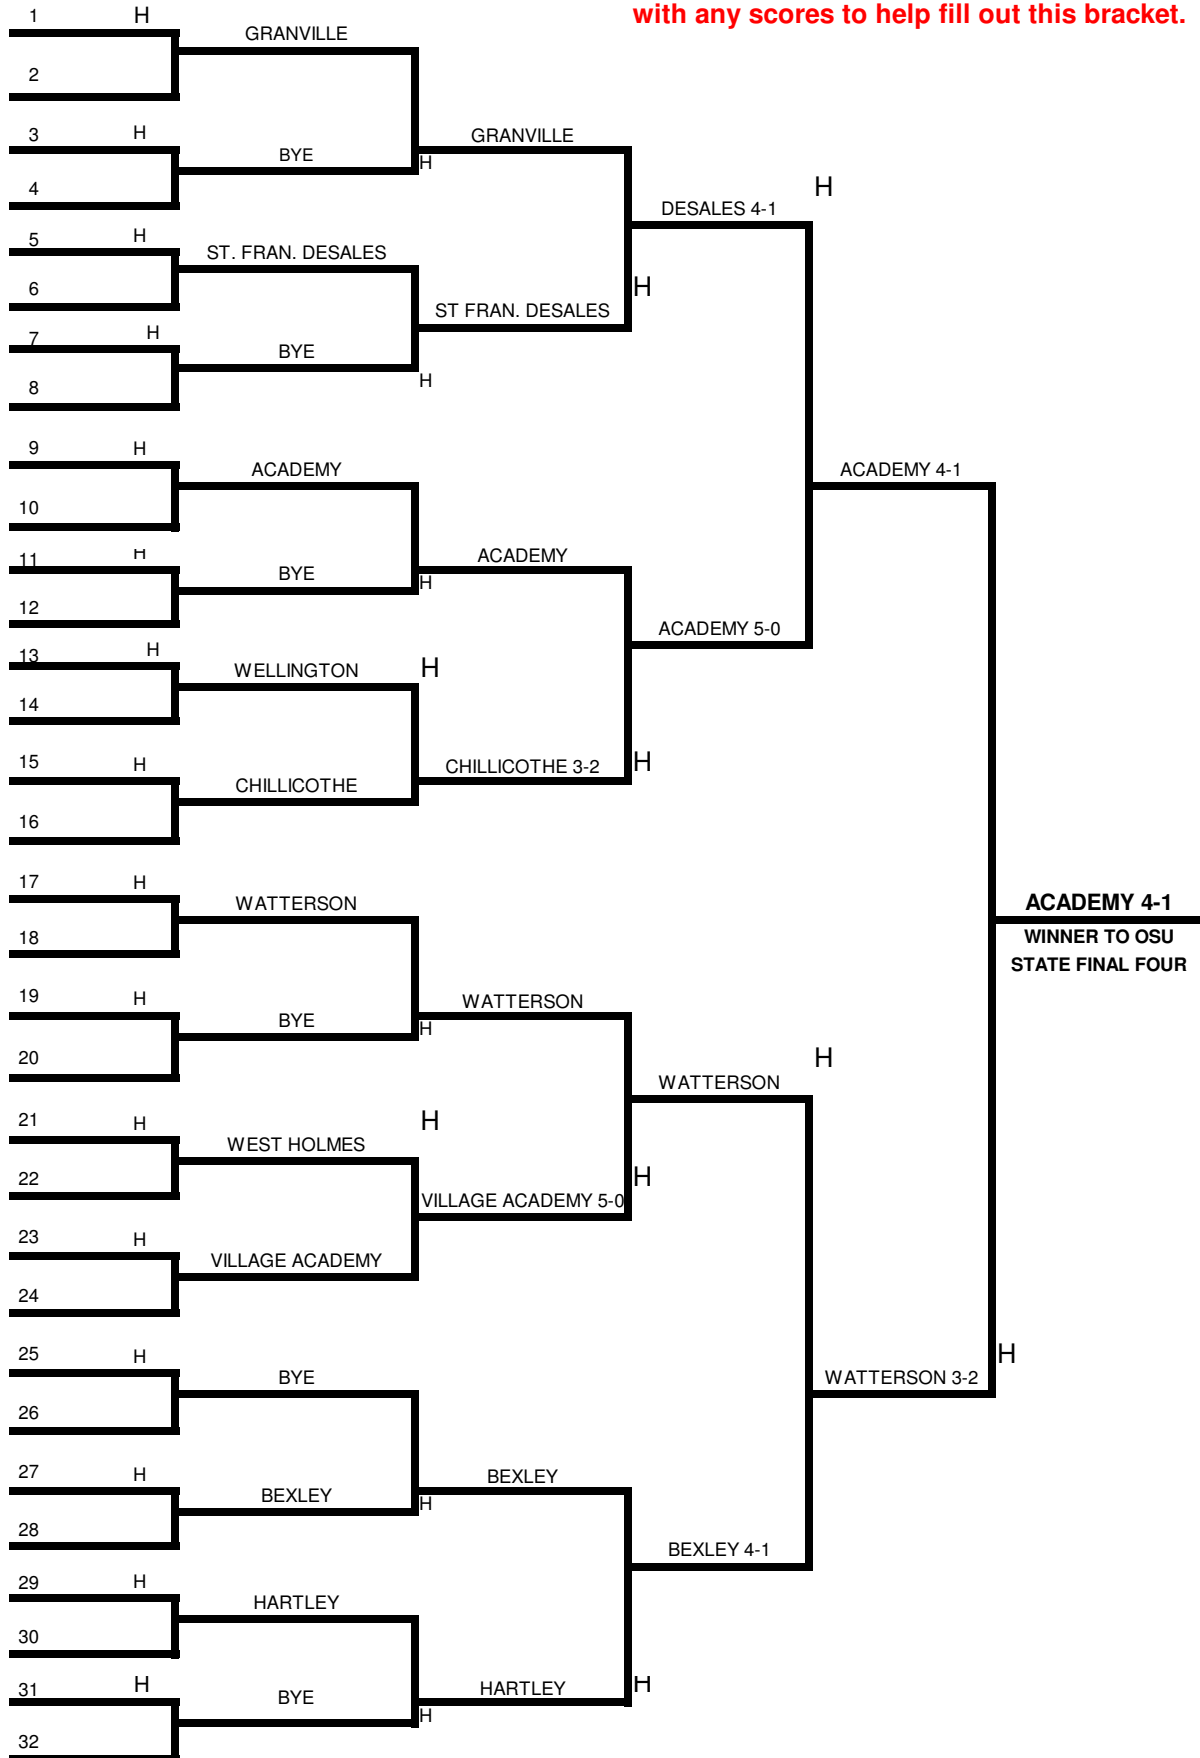 with any scores to help fill out this bracket.
1 H
GRANVILLE
2
3 H
GRANVILLE
BYE
H
4
H
DESALES 4-1
5 H
ST. FRAN. DESALES
6
H
ST FRAN. DESALES
7 H
BYE
H
8
9 H
ACADEMY
ACADEMY 4-1
10
11 H
ACADEMY
BYE
H
12
ACADEMY 5-0
13 H
WELLINGTON
H
14
15 H
CHILLICOTHE 3-2
H
CHILLICOTHE
16
17 H
WATTERSON
ACADEMY 4-1
WINNER TO OSU
STATE FINAL FOUR
18
19 H
WATTERSON
BYE
H
20
H
WATTERSON
21 H
H
WEST HOLMES
22
H
VILLAGE ACADEMY 5-0
23 H
VILLAGE ACADEMY
24
25 H
H
BYE
WATTERSON 3-2
26
27 H
BEXLEY
BEXLEY
H
28
BEXLEY 4-1
29 H
HARTLEY
30
31 H
HARTLEY
H
BYE
H
32